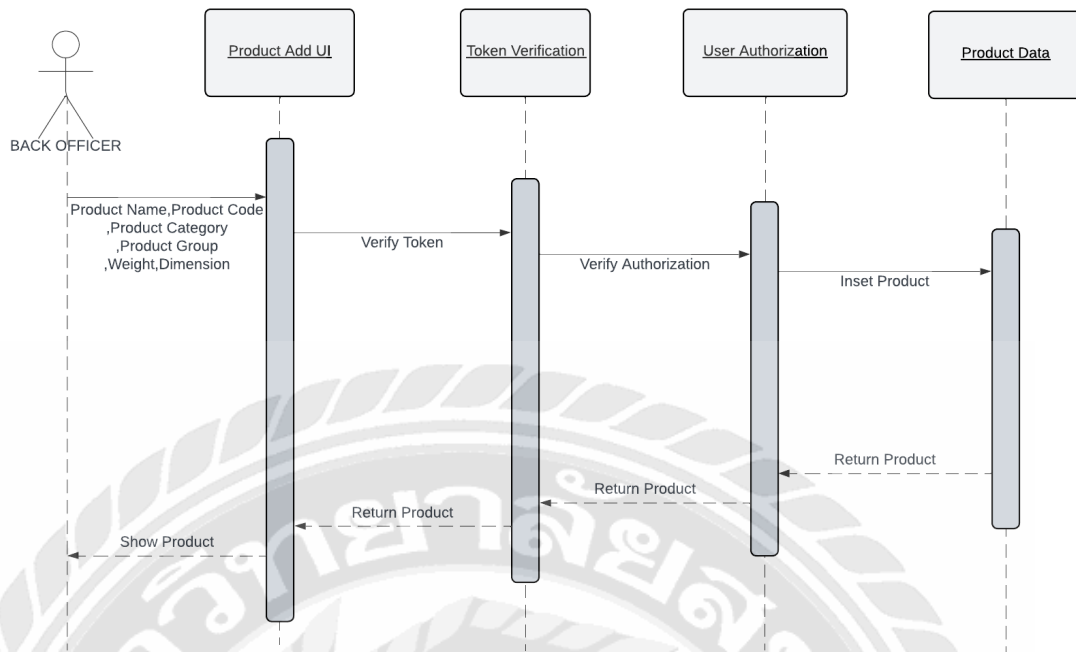 Product Add UI
Token Verification
User Authorization
Product Data
BACK OFFICER
Product Name,Product Code
,Product Category
,Product Group
,Weight,Dimension
Verify Token
Verify Authorization
Inset Product
Return Product
Return Product
Return Product
Show Product